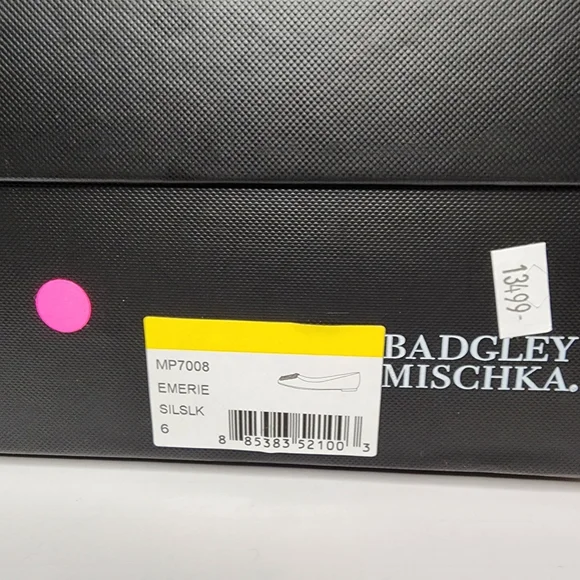 13499-
BADGLEY
MISCHKA.
MP7008
EMERIE
SILSLK
6
8 85383 52100 3